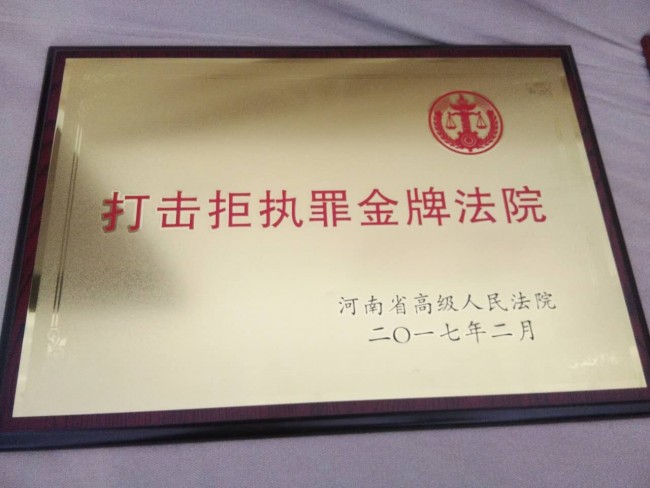 打击拒执罪金牌法院
河南省高级人民法院
二〇一七年二月